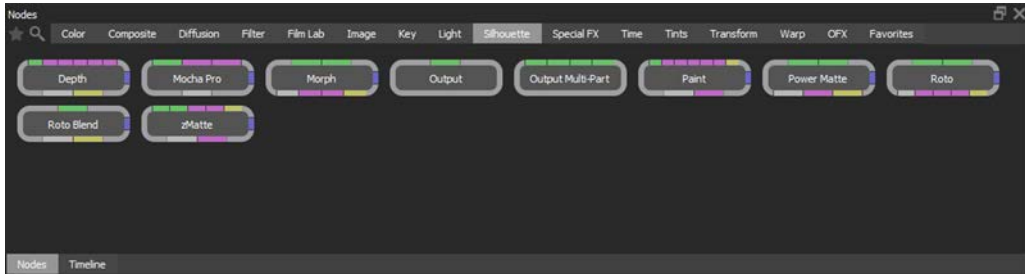 Nodes
Color Composite Diffusion Filter Film Lab Image Key Light Silhouette Special FX Time Tints Transform Warp OFX Favorites
Depth Mocha Pro Morph Output Output Multi-Part Paint Power Matte Roto
Roto Blend zMatte
Nodes Timeline